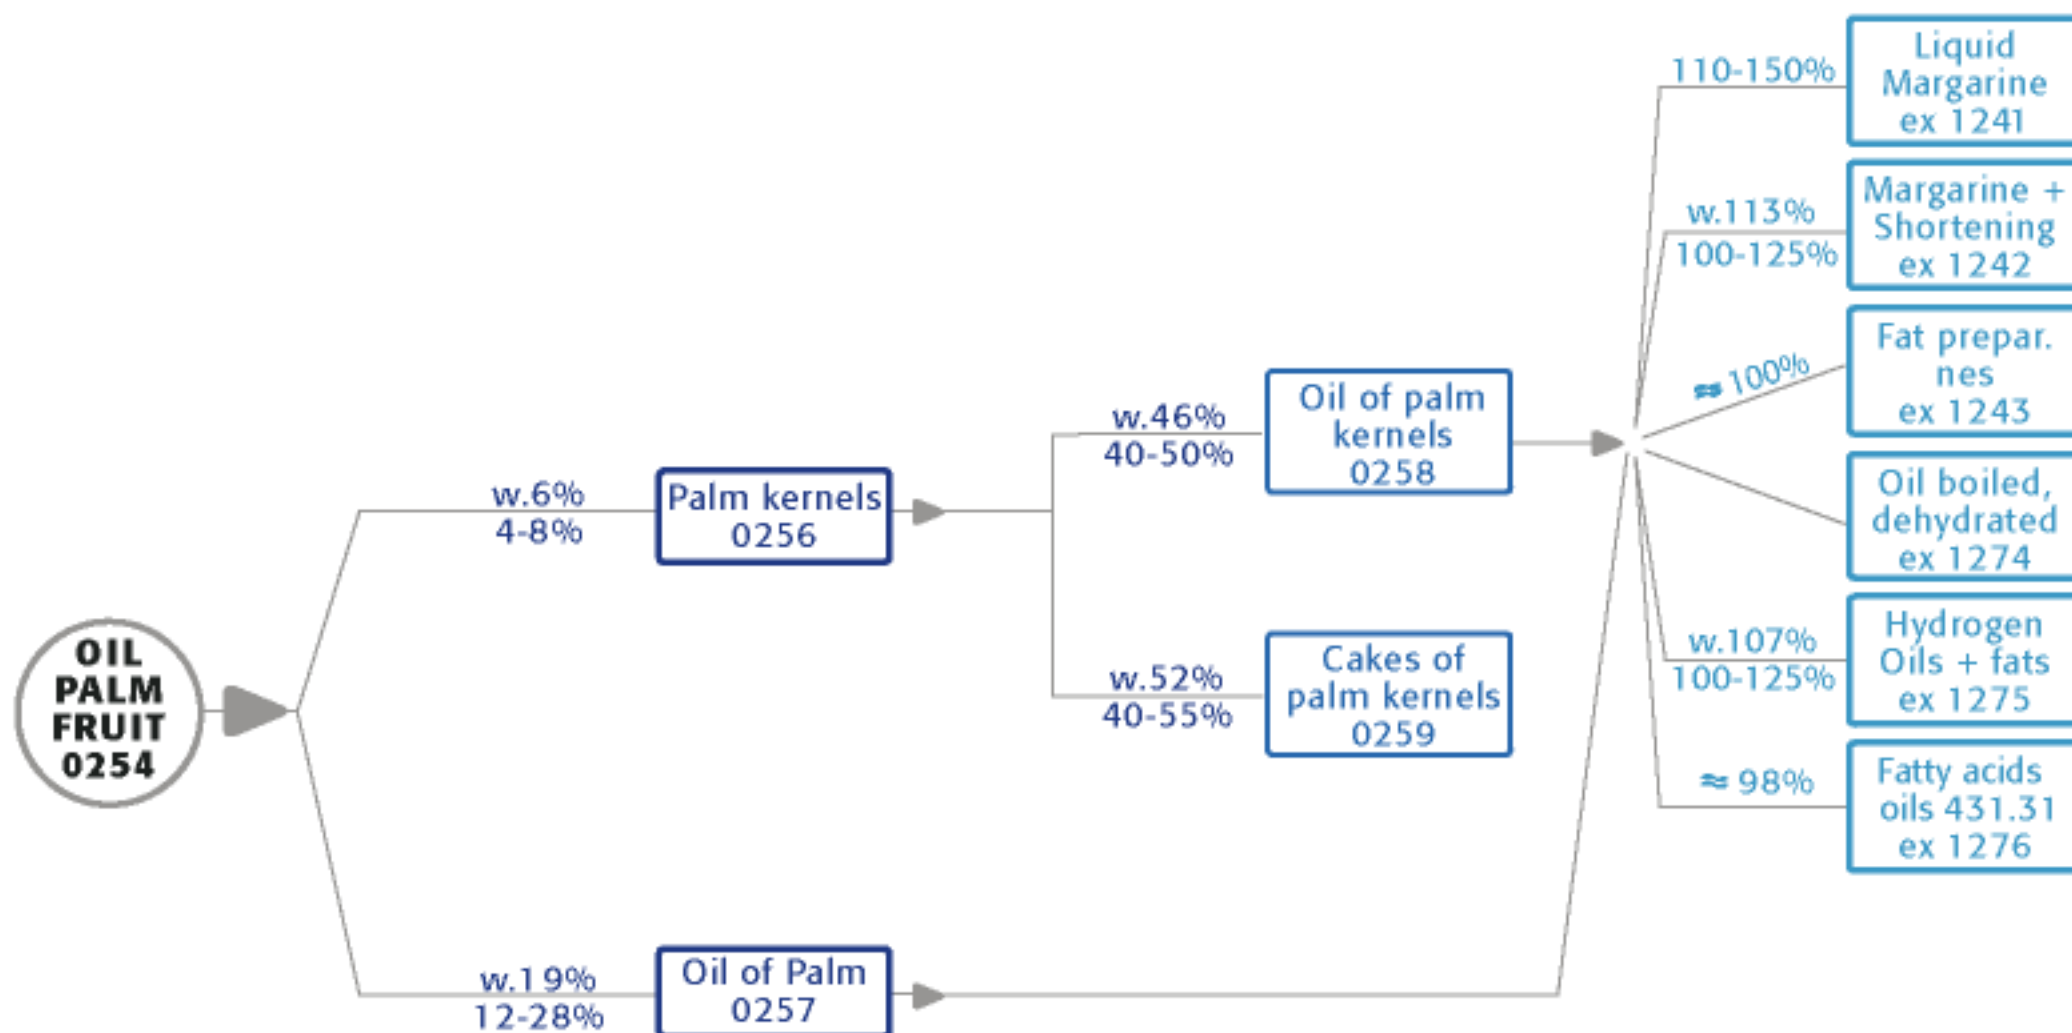 OIL
PALM
FRUIT
0254
w.6%
4-8%
Palm kernels
0256
w.19%
12-28%
Oil of Palm
0257
w.46%
40-50%
Oil of palm
kernels
0258
w.52%
40-55%
Cakes of
palm kernels
0259
110-150%
Liquid
Margarine
ex 1241
w.113%
100-125%
Margarine +
Shortening
ex 1242
≈ 100%
Fat prepar.
nes
ex 1243
Oil boiled,
dehydrated
ex 1274
w.107%
100-125%
Hydrogen
Oils + fats
ex 1275
≈ 98%
Fatty acids
oils 431.31
ex 1276